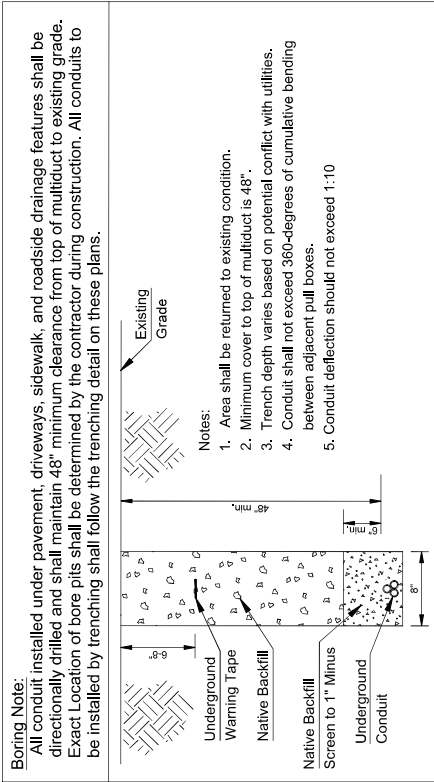 Boring Note:
All conduit installed under pavement, driveways, sidewalk, and roadside drainage features shall be
directionally drilled and shall maintain 48" minimum clearance from top of multiduct to existing grade.
Exact Location of bore pits shall be determined by the contractor during construction. All conduits to
be installed by trenching shall follow the trenching detail on these plans.
Existing
Grade
6-8"
Underground
Warning Tape
Native Backfill
Native Backfill
Screen to 1" Minus
Underground
Conduit
8"
6" min.
48" min.
Notes:
1. Area shall be returned to existing condition.
2. Minimum cover to top of multiduct is 48".
3. Trench depth varies based on potential conflict with utilities.
4. Conduit shall not exceed 360-degrees of cumulative bending
between adjacent pull boxes.
5. Conduit deflection should not exceed 1:10